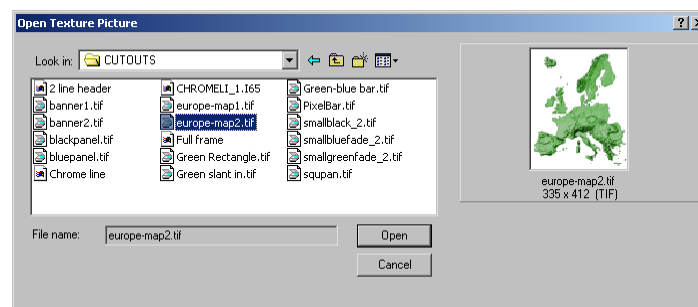 Open Texture Picture
Look in: CUTOUTS
2 line header
banner1.tif
banner2.tif
blackpanel.tif
bluepanel.tif
Chrome line
CHROMELI_1.I65
europe-map1.tif
europe-map2.tif
Full frame
Green Rectangle.tif
Green slant in.tif
Green-blue bar.tif
PixelBar.tif
smallblack_2.tif
smallbluefade_2.tif
smallgreenfade_2.tif
squpan.tif
europe-map2.tif
335 x 412 (TIF)
File name: europe-map2.tif
Open
Cancel